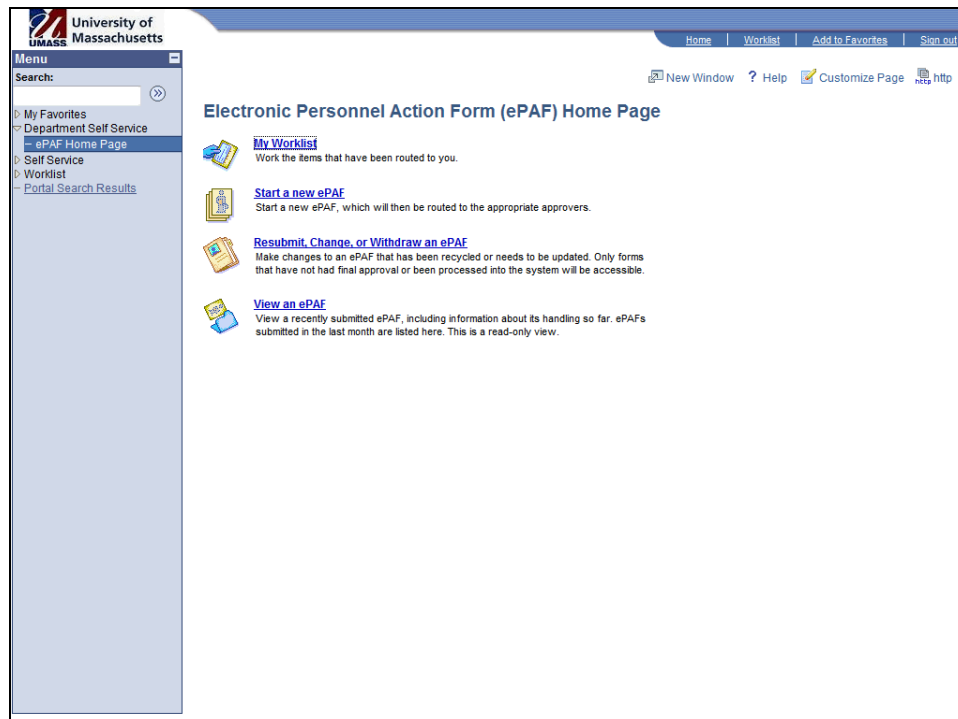 University of
Massachusetts
UMASS
Home | Worklist | Add to Favorites | Sign out
Menu
Search:
New Window ? Help Customize Page http
My Favorites
Department Self Service
– ePAF Home Page
Self Service
Worklist
– Portal Search Results
Electronic Personnel Action Form (ePAF) Home Page
My Worklist
Work the items that have been routed to you.
Start a new ePAF
Start a new ePAF, which will then be routed to the appropriate approvers.
Resubmit, Change, or Withdraw an ePAF
Make changes to an ePAF that has been recycled or needs to be updated. Only forms
that have not had final approval or been processed into the system will be accessible.
View an ePAF
View a recently submitted ePAF, including information about its handling so far. ePAFs
submitted in the last month are listed here. This is a read-only view.